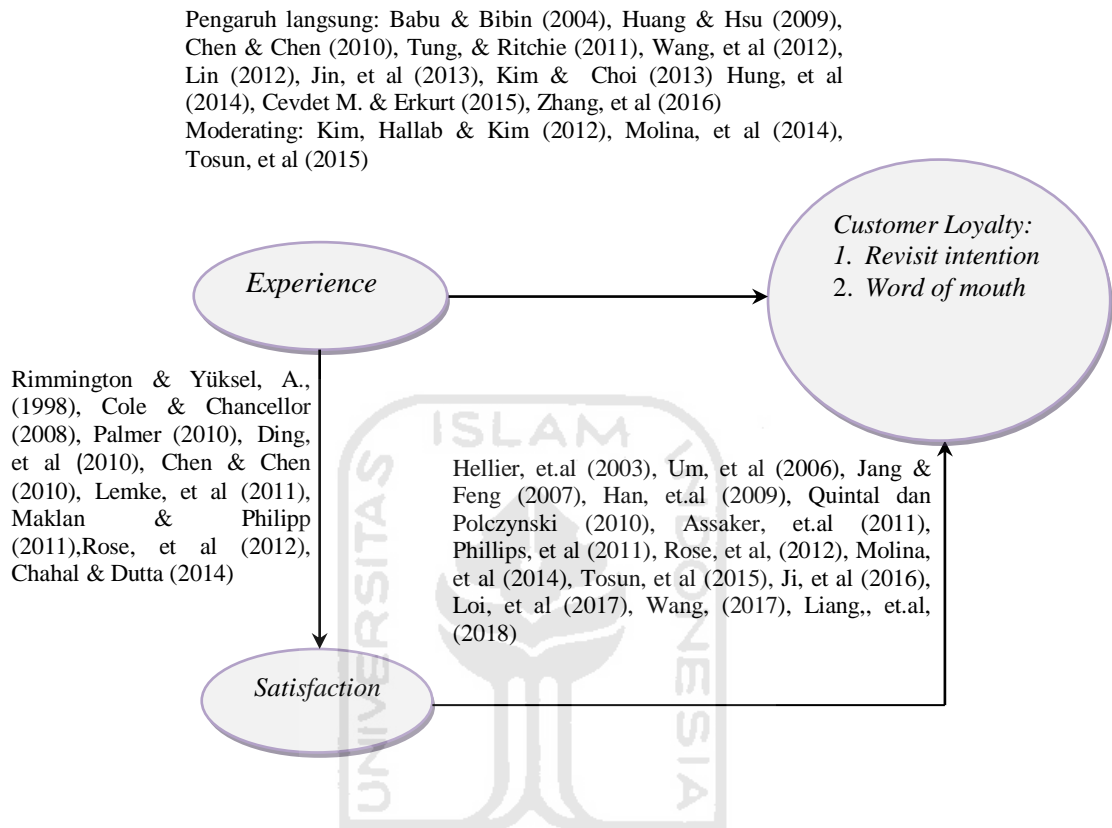 Pengaruh langsung: Babu & Bibin (2004), Huang & Hsu (2009),
Chen & Chen (2010), Tung, & Ritchie (2011), Wang, et al (2012),
Lin (2012), Jin, et al (2013), Kim & Choi (2013) Hung, et al
(2014), Cevdet M. & Erkurt (2015), Zhang, et al (2016)
Moderating: Kim, Hallab & Kim (2012), Molina, et al (2014),
Tosun, et al (2015)
Customer Loyalty:
1. Revisit intention
2. Word of mouth
Experience
Rimmington & Yüksel, A.,
(1998), Cole & Chancellor
(2008), Palmer (2010), Ding,
et al (2010), Chen & Chen
(2010), Lemke, et al (2011),
Maklan & Philipp
(2011),Rose, et al (2012),
Chahal & Dutta (2014)
Hellier, et.al (2003), Um, et al (2006), Jang &
Feng (2007), Han, et.al (2009), Quintal dan
Polczynski (2010), Assaker, et.al (2011),
Phillips, et al (2011), Rose, et al, (2012), Molina,
et al (2014), Tosun, et al (2015), Ji, et al (2016),
Loi, et al (2017), Wang, (2017), Liang,, et.al,
(2018)
Satisfaction
UNIVERSITAS
ISLAM
INDONESIA